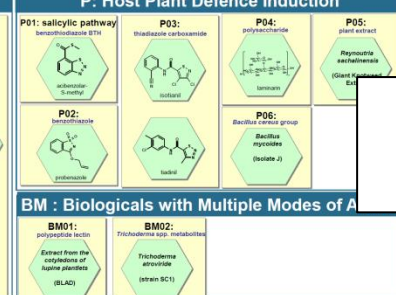 P: Host Plant Defence Induction
P01: salicylic pathway
benzothiodiazole BTH
acibenzolar-
S-methyl
P02:
benzothiazole
probenazole
P03:
thiadiazole carboxamide
isotianil
tiadinil
P04:
polysaccharide
laminarin
P06:
Bacillus cereus group
Bacillus
mycoides
(isolate J)
P05:
plant extract
Reynoutria
sachalinensis
(Giant Knotweed
BM : Biologicals with Multiple Modes of
BM01:
polypeptide lectin
Extract from the
cotyledons of
lupine plantlets
(BLAD)
BM02:
Trichoderma spp. metabolites
Trichoderma
atroviride
(strain SC1)